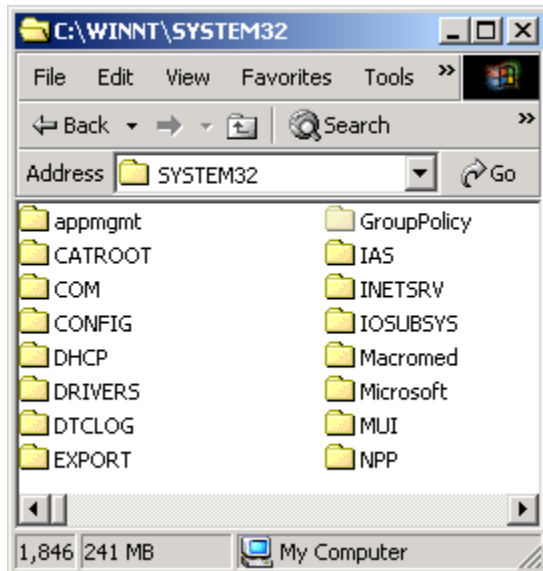 C:\WINNT\SYSTEM32
File Edit View Favorites Tools »
Back Search »
Address SYSTEM32 Go
appmgmt GroupPolicy
CATROOT IAS
COM INETSRV
CONFIG IOSUBSYS
DHCP Macromed
DRIVERS Microsoft
DTCLOG MUI
EXPORT NPP
1,846 241 MB My Computer